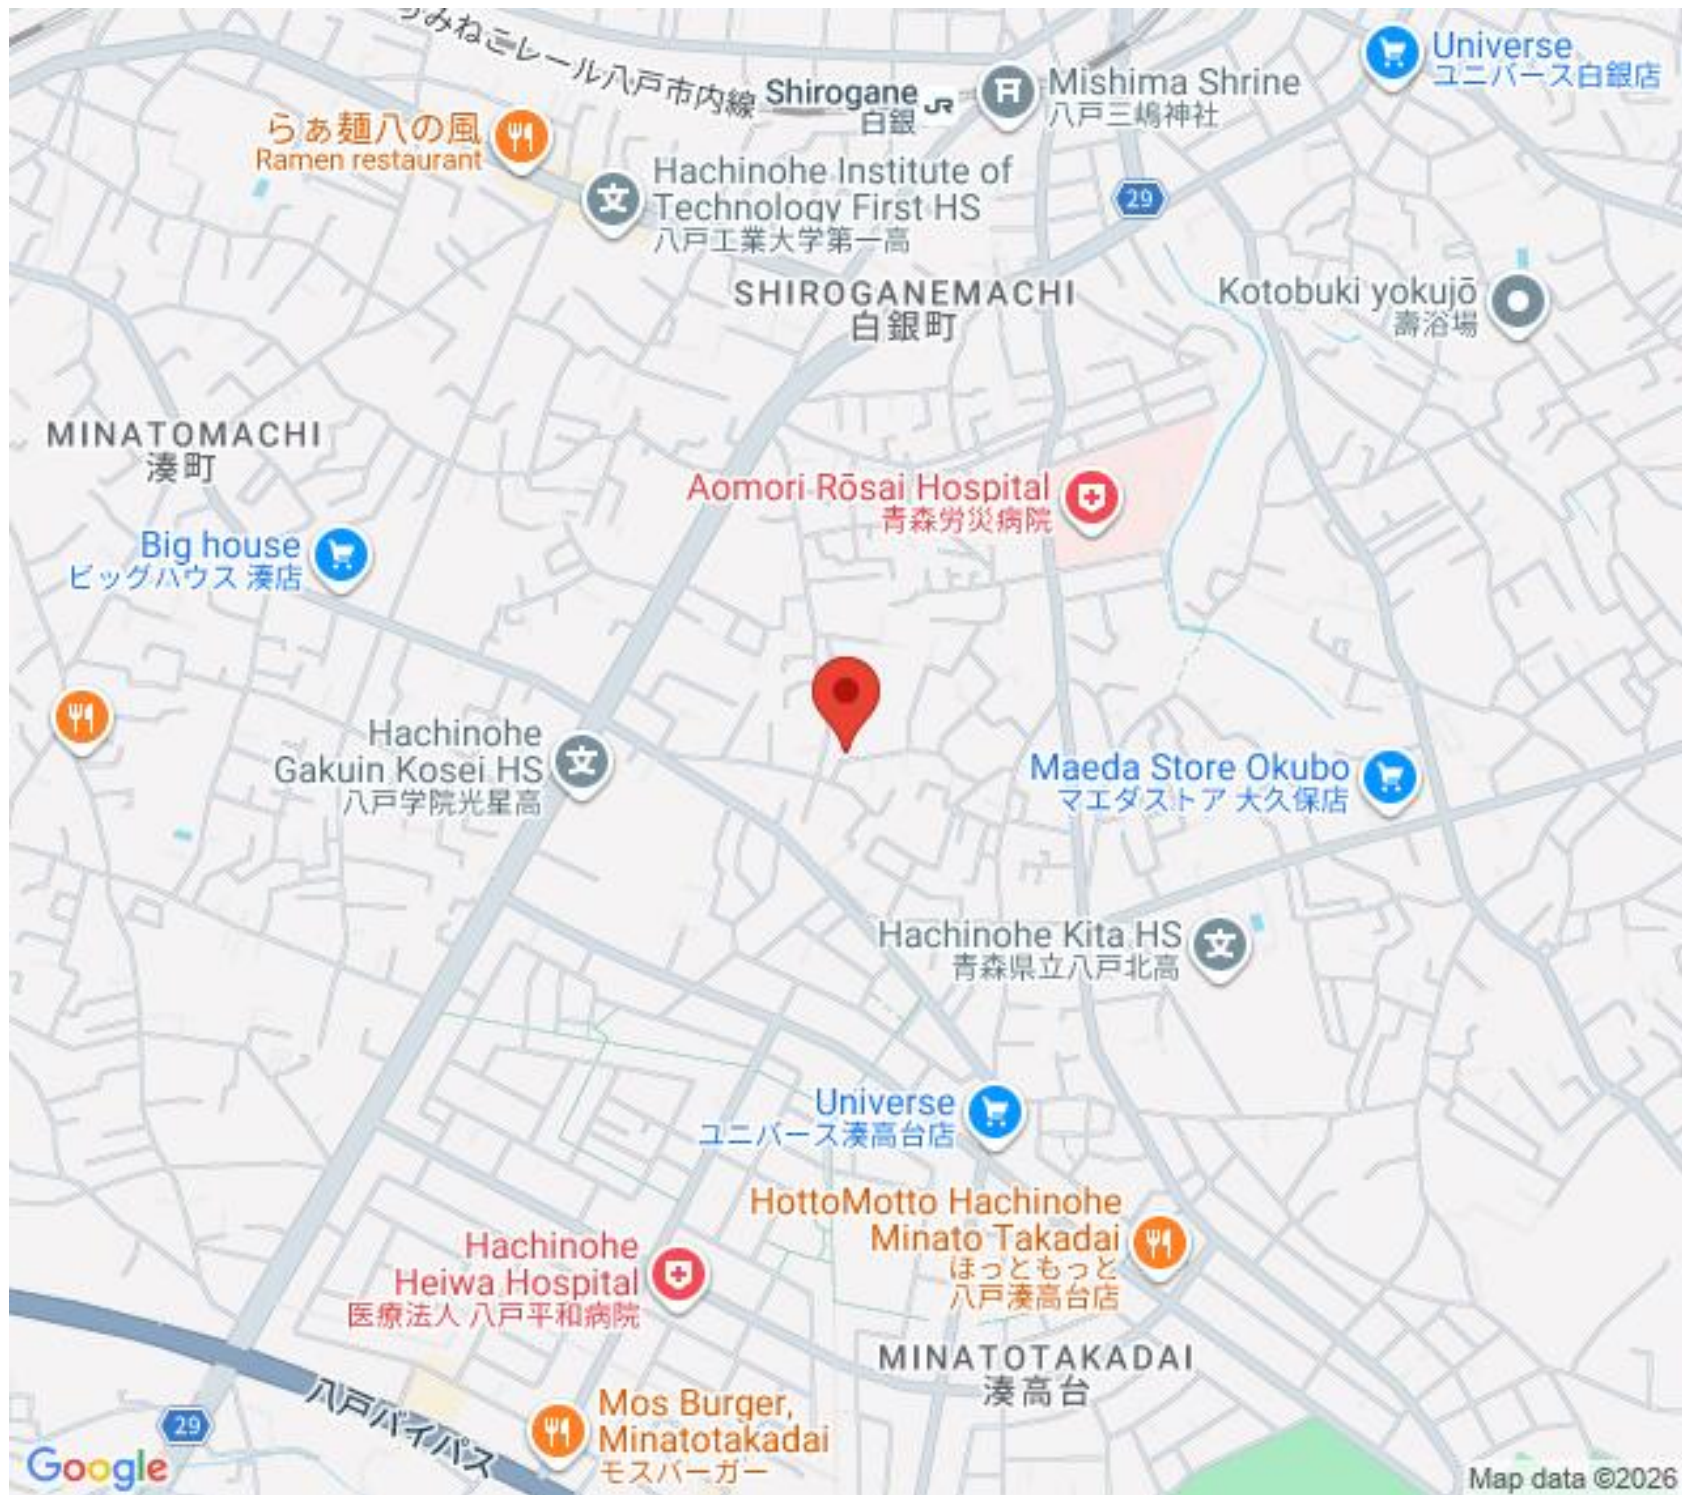 うみねこレール八戸市内線
Shirogane
白銀
JR
Mishima Shrine
八戸三嶋神社
Universe
ユニバース白銀店
らぁ麺八の風
Ramen restaurant
Hachinohe Institute of
Technology First HS
八戸工業大学第一高
29
SHIROGANEMACHI
白銀町
Kotobuki yokujō
壽浴場
MINATOMACHI
湊町
Aomori Rōsai Hospital
青森労災病院
Big house
ビッグハウス 湊店
Hachinohe
Gakuin Kosei HS
八戸学院光星高
Maeda Store Okubo
マエダストア 大久保店
Hachinohe Kita HS
青森県立八戸北高
Universe
ユニバース湊高台店
HottoMotto Hachinohe
Minato Takadai
ほっともっと
八戸湊高台店
Hachinohe
Heiwa Hospital
医療法人 八戸平和病院
MINATOTAKADAI
湊高台
八戸バイパス
29
Mos Burger,
Minatotakadai
モスバーガー
Google
Map data ©2026